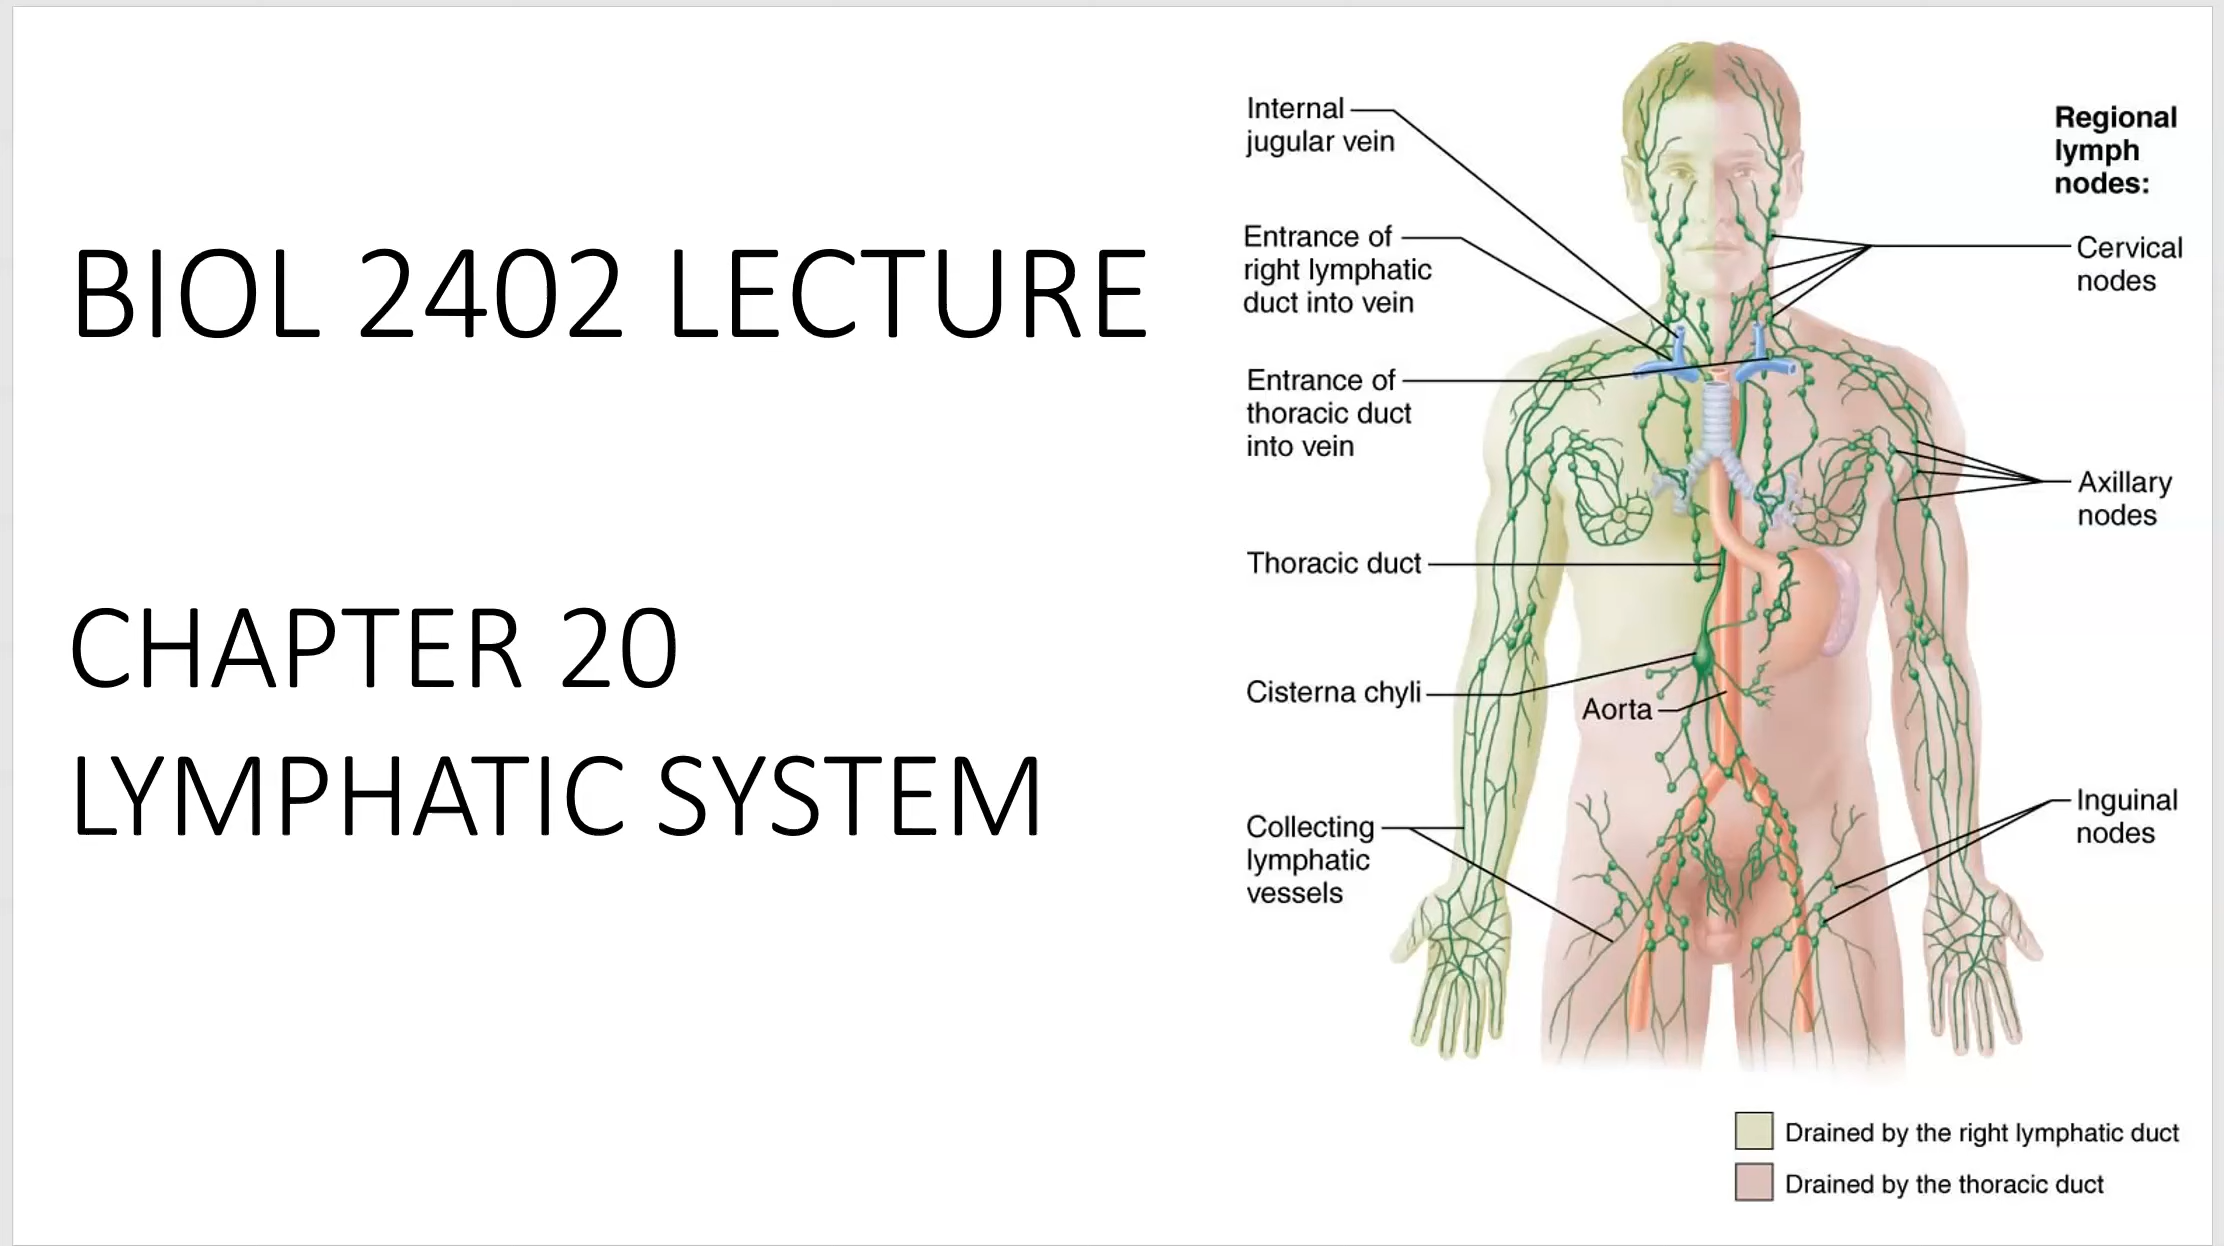 BIOL 2402 LECTURE
CHAPTER 20
LYMPHATIC SYSTEM
Internal
jugular vein
Entrance of
right lymphatic
duct into vein
Entrance of
thoracic duct
into vein
Thoracic duct
Cisterna chyli
Aorta
Collecting
lymphatic
vessels
Regional
lymph
nodes:
Cervical
nodes
Axillary
nodes
Inguinal
nodes
Drained by the right lymphatic duct
Drained by the thoracic duct